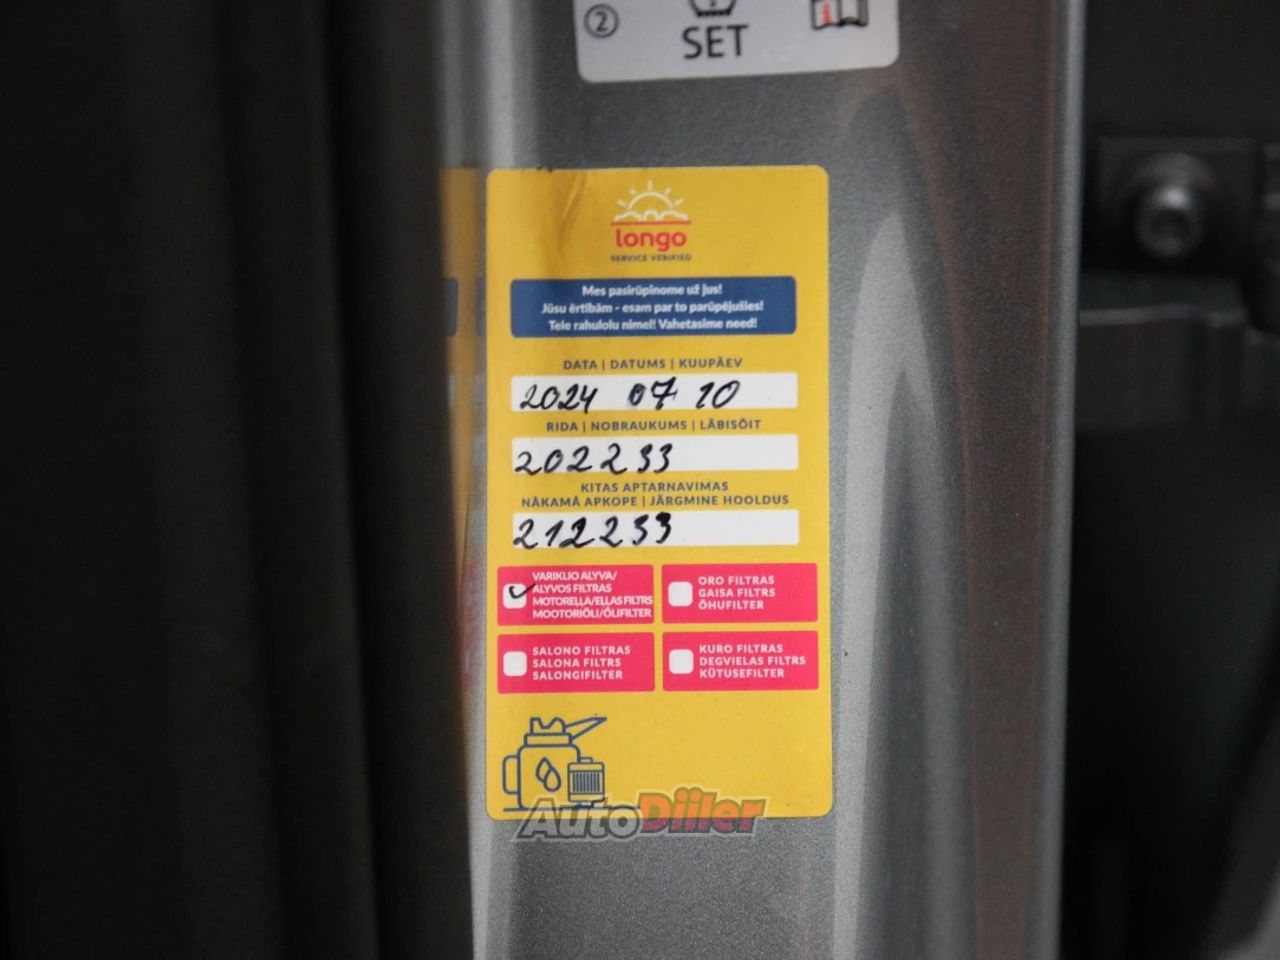 ②
SET
longo
SERVICE VERIFIED
Mes pasirūpinome už jus!
Jūsu ērtībām - esam par to parūpējušies!
Teie rahulolu nimel! Vahetasime need!
DATA | DATUMS | KUUPÄEV
2024 07 10
RIDA | NOBRAUKUMS | LÄBISÕIT
202233
KITAS APTARNAVIMAS
NĀKAMĀ APKOPE | JÄRGMINE HOOLDUS
212233
VARIKLIO ALYVA/
ALYVOS FILTRAS
MOTOREĻĻA/EĻĻAS FILTRS
MOOTORIÕLI/ÕLIFILTER
ORO FILTRAS
GAISA FILTRS
ÕHUFILTER
SALONO FILTRAS
SALONA FILTRS
SALONGIFILTER
KURO FILTRAS
DEGVIELAS FILTRS
KÜTUSEFILTER
AutoDiiler